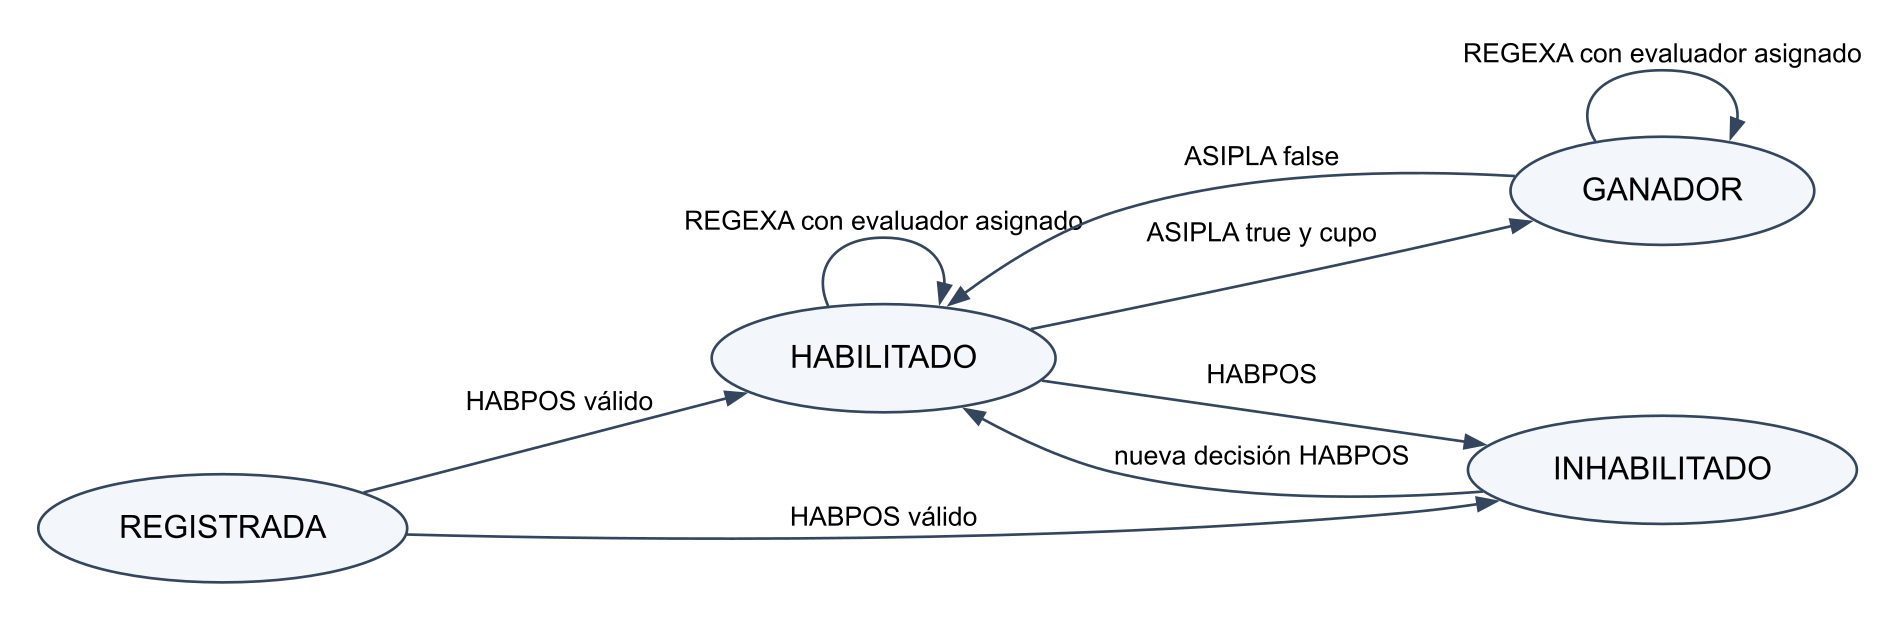 REGEXA con evaluador asignado
ASIPLA false
GANADOR
REGEXA con evaluador asignado
ASIPLA true y cupo
HABILITADO
HABPOS
HABPOS válido
nueva decisión HABPOS
INHABILITADO
HABPOS válido
REGISTRADA